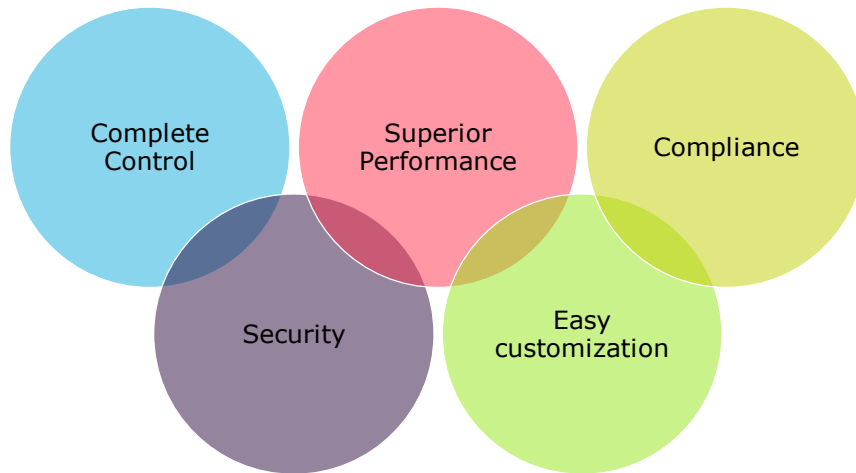 Complete
Control
Superior
Performance
Compliance
Security
Easy
customization